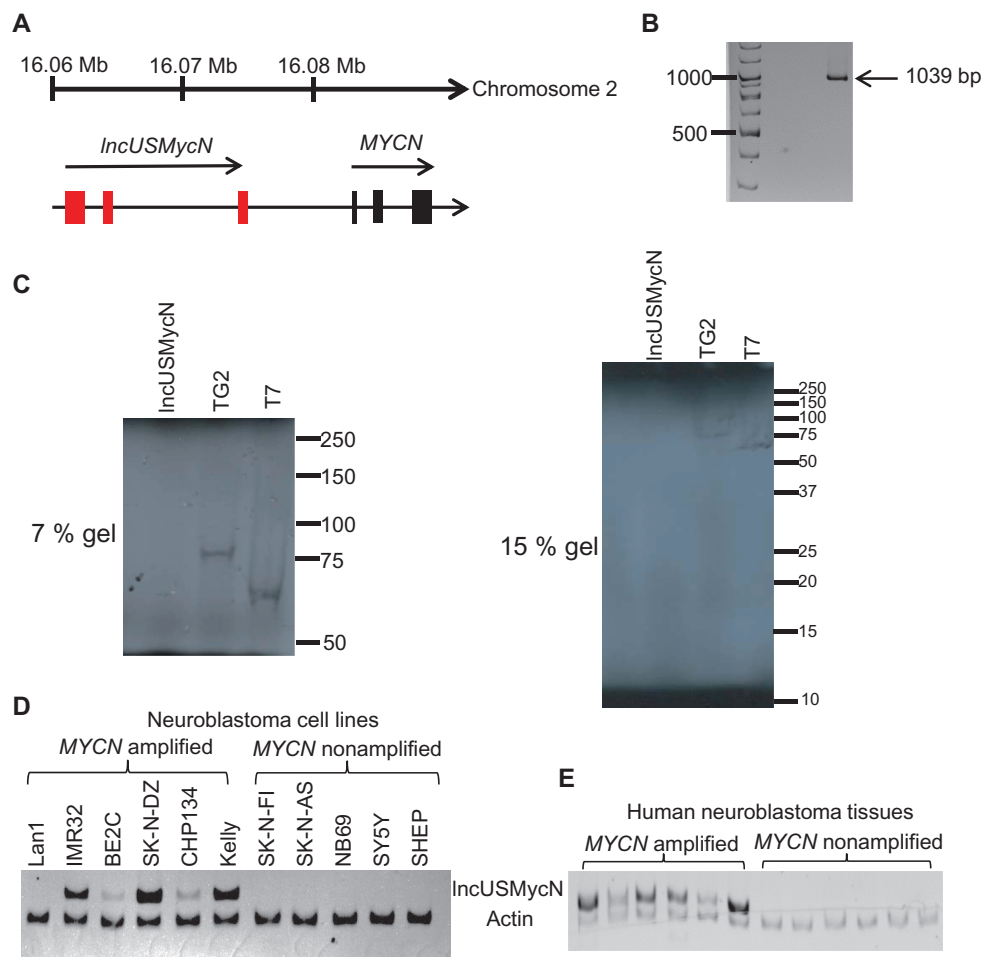 A
16.06 Mb 16.07 Mb 16.08 Mb
Chromosome 2
lncUSMycN MYCN
B
1000
1039 bp
500
C
lncUSMycN TG2 T7
250
150
100
7 % gel
75
50
lncUSMycN TG2 T7
250
150
100
75
50
37
15 % gel
25
20
15
10
D
Neuroblastoma cell lines
MYCN amplified MYCN nonamplified
Lan1 IMR32 BE2C SK-N-DZ CHP134 Kelly SK-N-FI SK-N-AS NB69 SY5Y SHEP
lncUSMycN
Actin
E
Human neuroblastoma tissues
MYCN amplified MYCN nonamplified